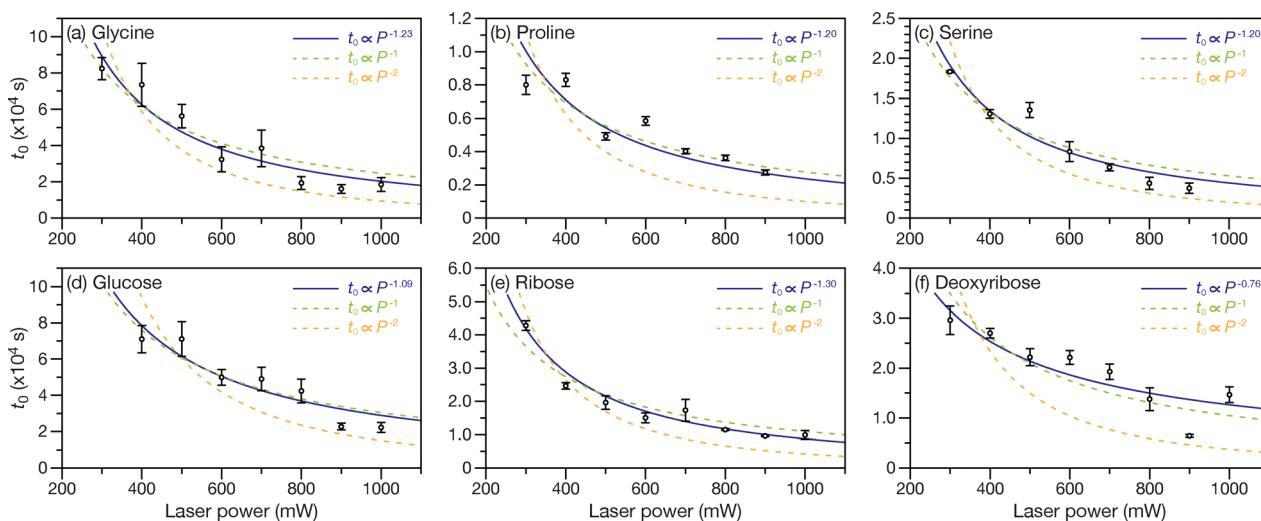 (a) Glycine
t₀ ∝ P⁻¹·²³
t₀ ∝ P⁻¹
t₀ ∝ P⁻²
10
8
6
4
2
0
200 400 600 800 1000
t₀ (x10⁴ s)
(b) Proline
t₀ ∝ P⁻¹·²⁰
t₀ ∝ P⁻¹
t₀ ∝ P⁻²
1.2
1.0
0.8
0.6
0.4
0.2
0
200 400 600 800 1000
(c) Serine
t₀ ∝ P⁻¹·²⁰
t₀ ∝ P⁻¹
t₀ ∝ P⁻²
2.5
2.0
1.5
1.0
0.5
0
200 400 600 800 1000
(d) Glucose
t₀ ∝ P⁻¹·⁰⁹
t₀ ∝ P⁻¹
t₀ ∝ P⁻²
10
8
6
4
2
0
200 400 600 800 1000
t₀ (x10⁴ s)
Laser power (mW)
(e) Ribose
t₀ ∝ P⁻¹·³⁰
t₀ ∝ P⁻¹
t₀ ∝ P⁻²
6.0
5.0
4.0
3.0
2.0
1.0
0
200 400 600 800 1000
Laser power (mW)
(f) Deoxyribose
t₀ ∝ P⁻⁰·⁷⁶
t₀ ∝ P⁻¹
t₀ ∝ P⁻²
4.0
3.0
2.0
1.0
0
200 400 600 800 1000
Laser power (mW)